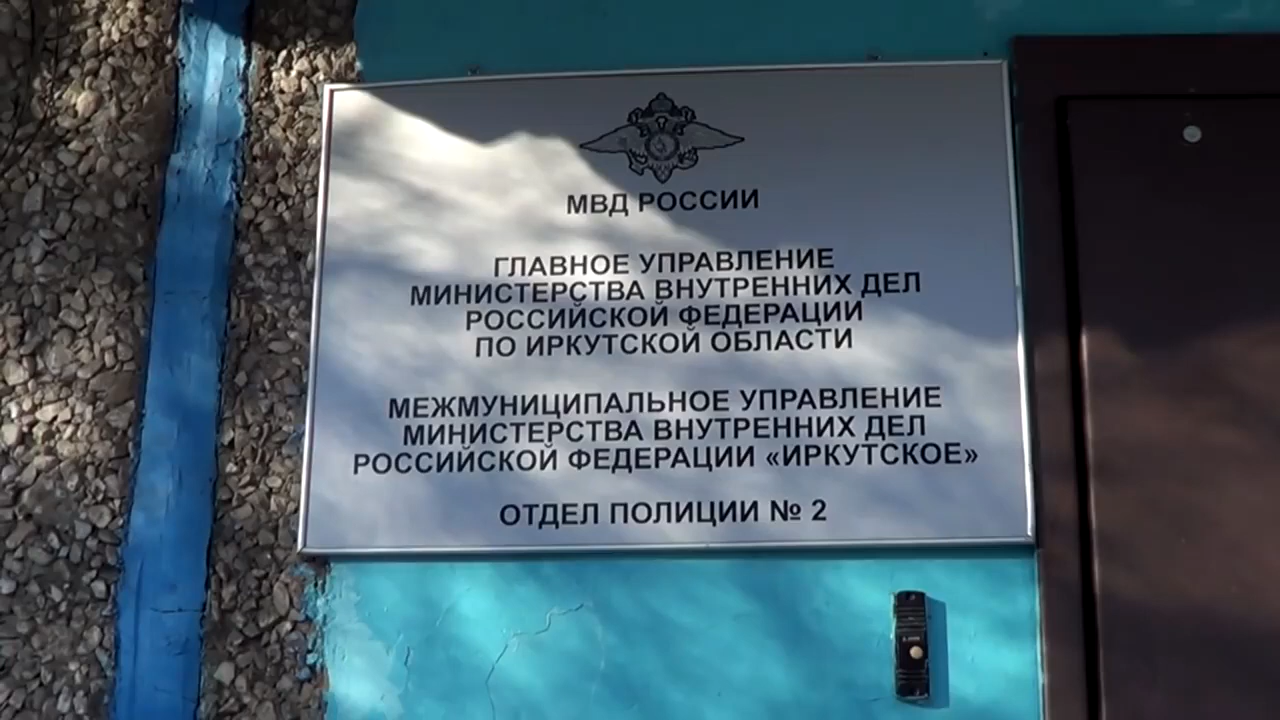 МВД РОССИИ
ГЛАВНОЕ УПРАВЛЕНИЕ
МИНИСТЕРСТВА ВНУТРЕННИХ ДЕЛ
РОССИЙСКОЙ ФЕДЕРАЦИИ
ПО ИРКУТСКОЙ ОБЛАСТИ
МЕЖМУНИЦИПАЛЬНОЕ УПРАВЛЕНИЕ
МИНИСТЕРСТВА ВНУТРЕННИХ ДЕЛ
РОССИЙСКОЙ ФЕДЕРАЦИИ «ИРКУТСКОЕ»
ОТДЕЛ ПОЛИЦИИ № 2